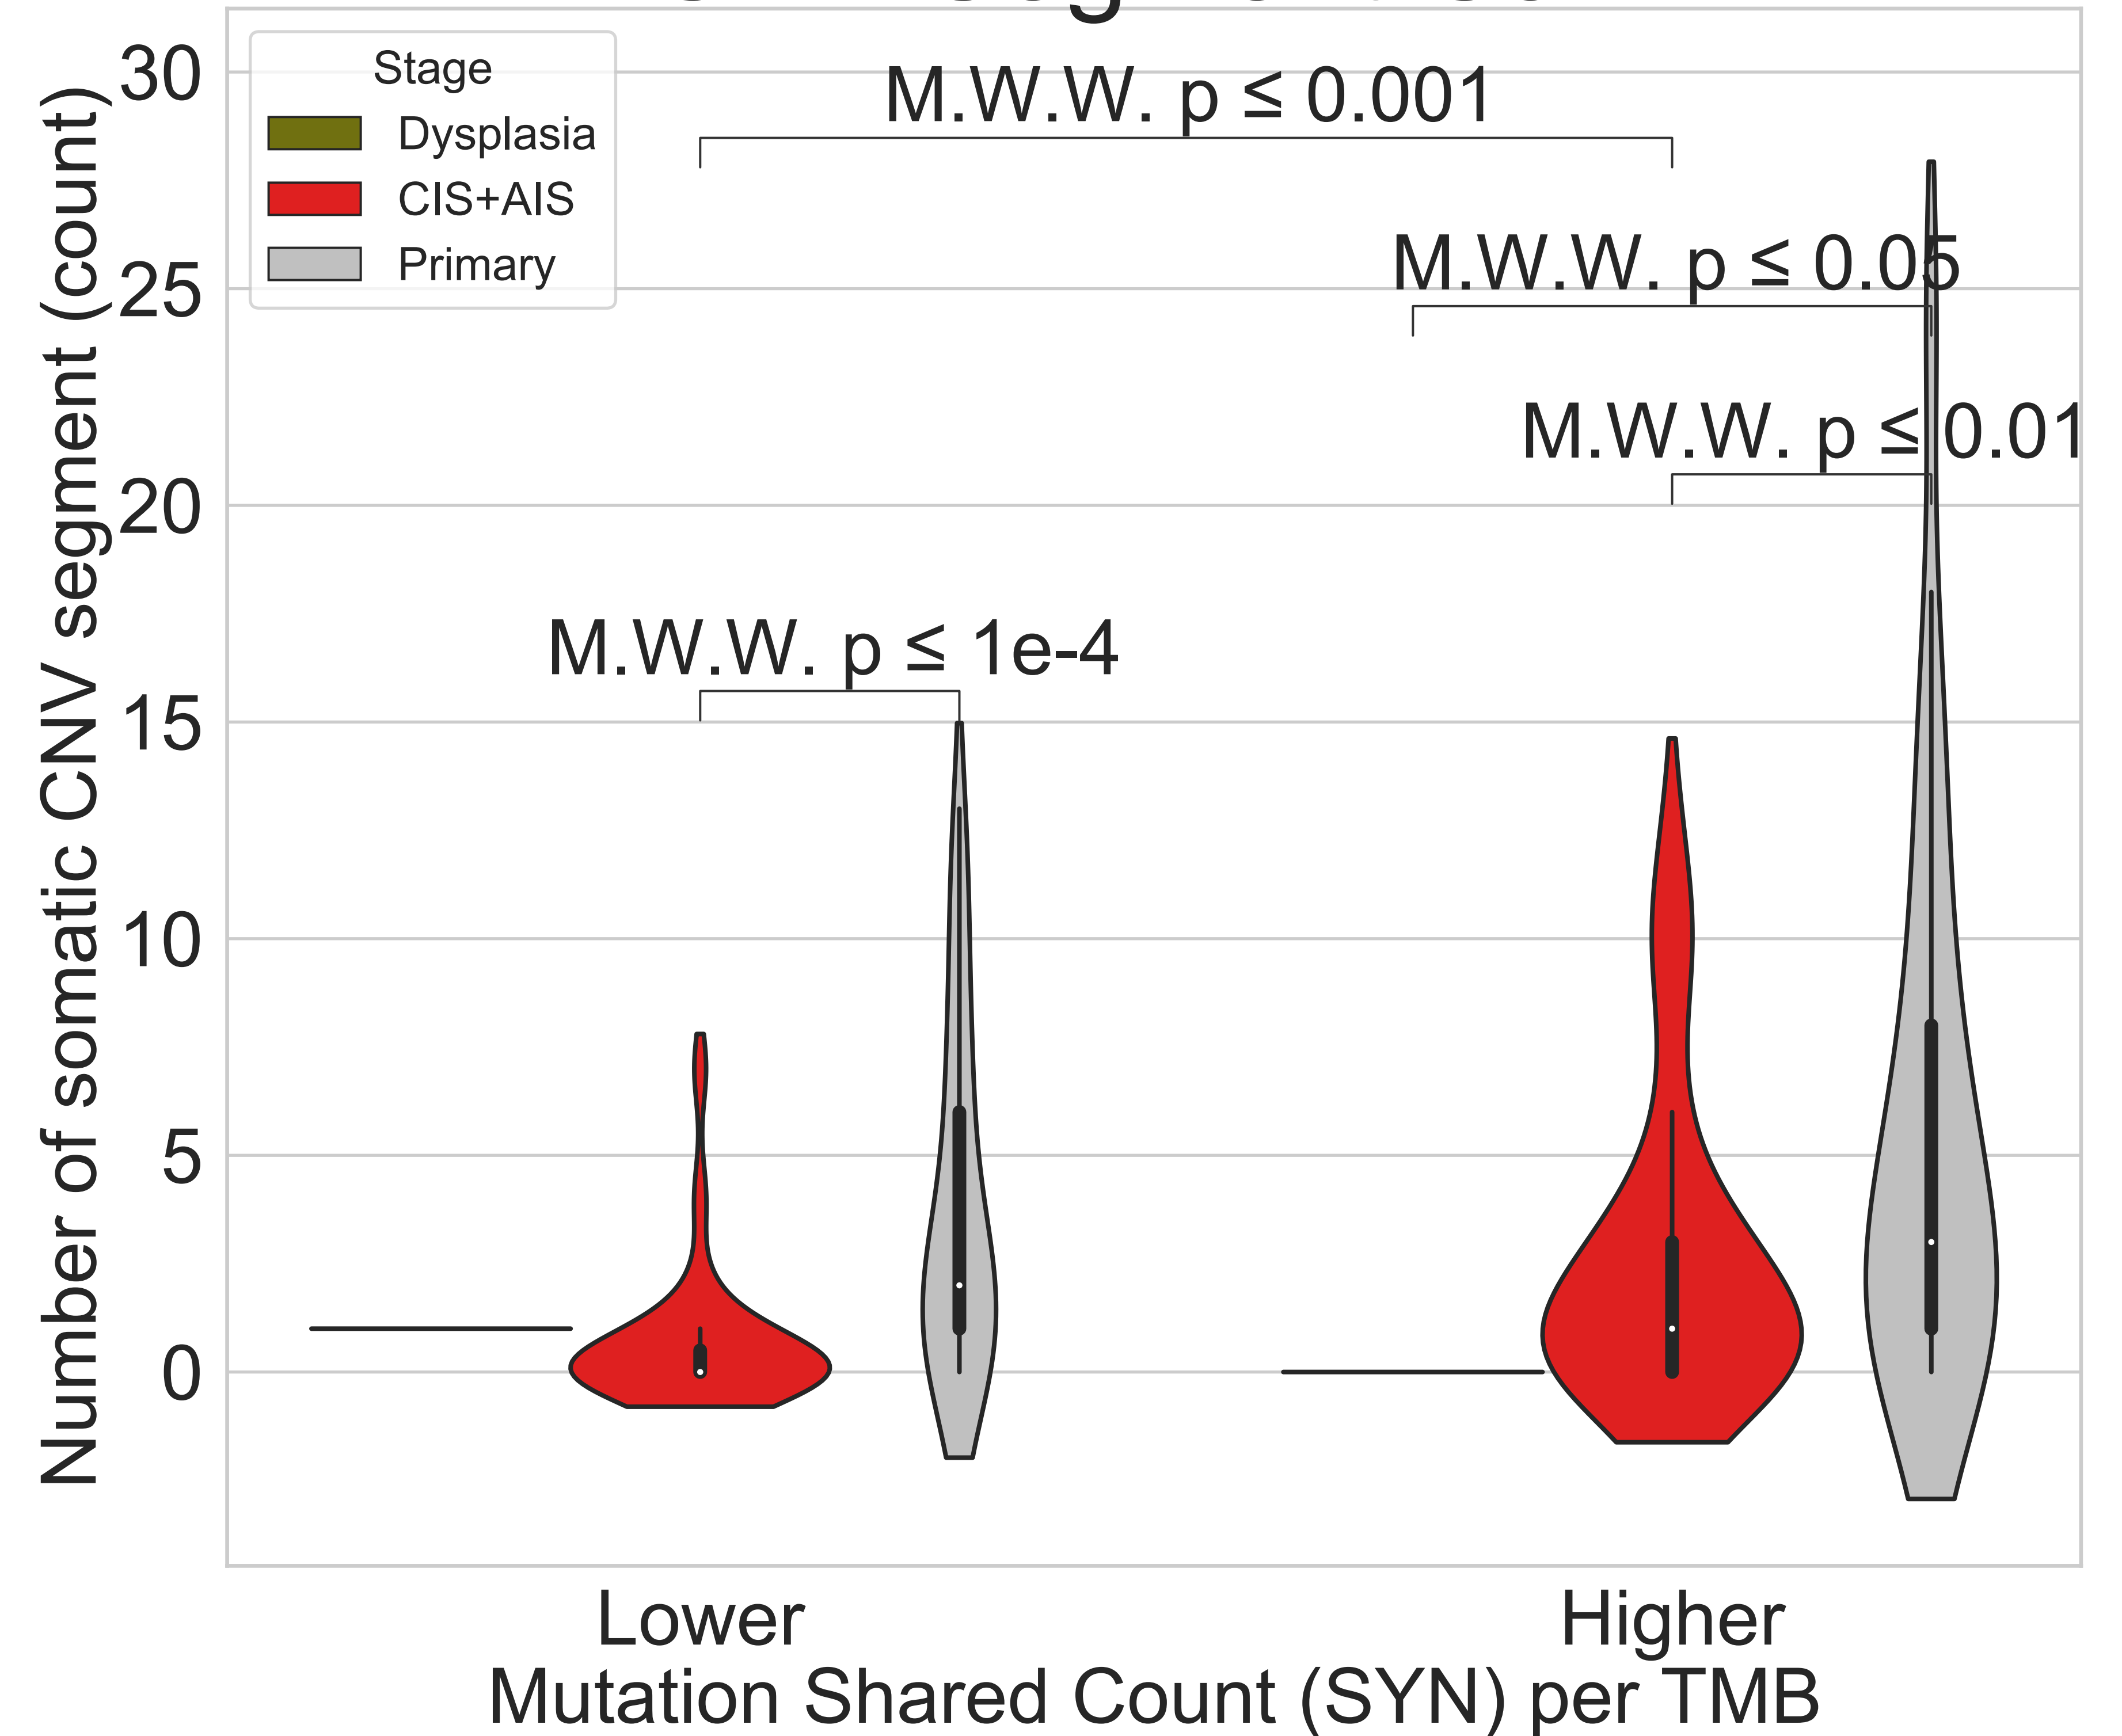 Stage
Dysplasia
CIS+AIS
Primary
M.W.W. p ≤ 0.001
M.W.W. p ≤ 0.05
M.W.W. p ≤ 0.01
M.W.W. p ≤ 1e-4
Number of somatic CNV segment (count)
30
25
20
15
10
5
0
Lower
Higher
Mutation Shared Count (SYN) per TMB